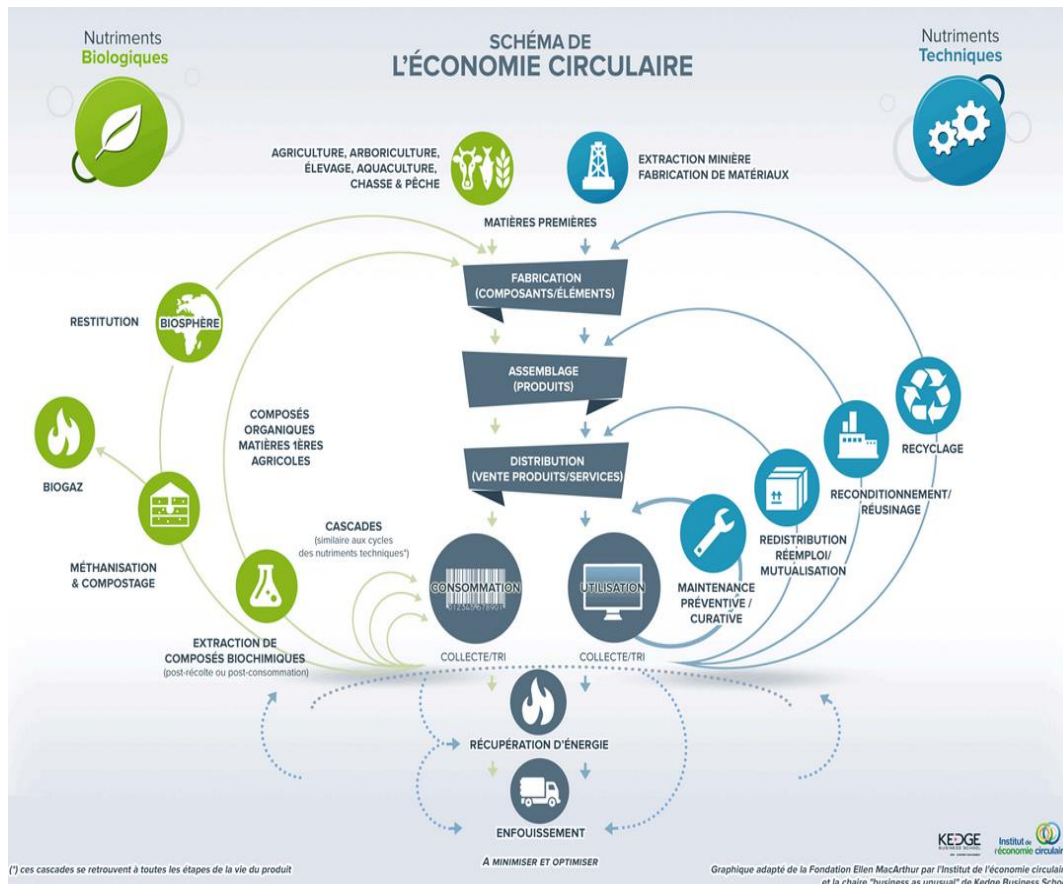 Nutriments
Biologiques
SCHÉMA DE
L'ÉCONOMIE CIRCULAIRE
Nutriments
Techniques
AGRICULTURE, ARBORICULTURE,
ÉLEVAGE, AQUACULTURE,
CHASSE & PÊCHE
EXTRACTION MINIÈRE
FABRICATION DE MATÉRIAUX
MATIÈRES PREMIÈRES
FABRICATION
(COMPOSANTS/ÉLÉMENTS)
RESTITUTION
BIOSPHÈRE
ASSEMBLAGE
(PRODUITS)
COMPOSÉS
ORGANIQUES
MATIÈRES 1ÈRES
AGRICOLES
RECYCLAGE
DISTRIBUTION
(VENTE PRODUITS/SERVICES)
BIOGAZ
RECONDITIONNEMENT/
RÉUSINAGE
CASCADES
(similaire aux cycles
des nutriments techniques*)
REDISTRIBUTION
RÉEMPLOI/
MUTUALISATION
MÉTHANISATION
& COMPOSTAGE
CONSOMMATION
UTILISATION
MAINTENANCE
PRÉVENTIVE /
CURATIVE
EXTRACTION DE
COMPOSÉS BIOCHIMIQUES
(post-récolte ou post-consommation)
COLLECTE/TRI
COLLECTE/TRI
RÉCUPÉRATION D'ÉNERGIE
ENFOUISSEMENT
A MINIMISER ET OPTIMISER
KEDGE
BUSINESS SCHOOL
Institut de
l'économie circulaire
(*) ces cascades se retrouvent à toutes les étapes de la vie du produit
Graphique adapté de la Fondation Ellen MacArthur par l'Institut de l'économie circulaire
et la chaire "business as unusual" de Kedge Business